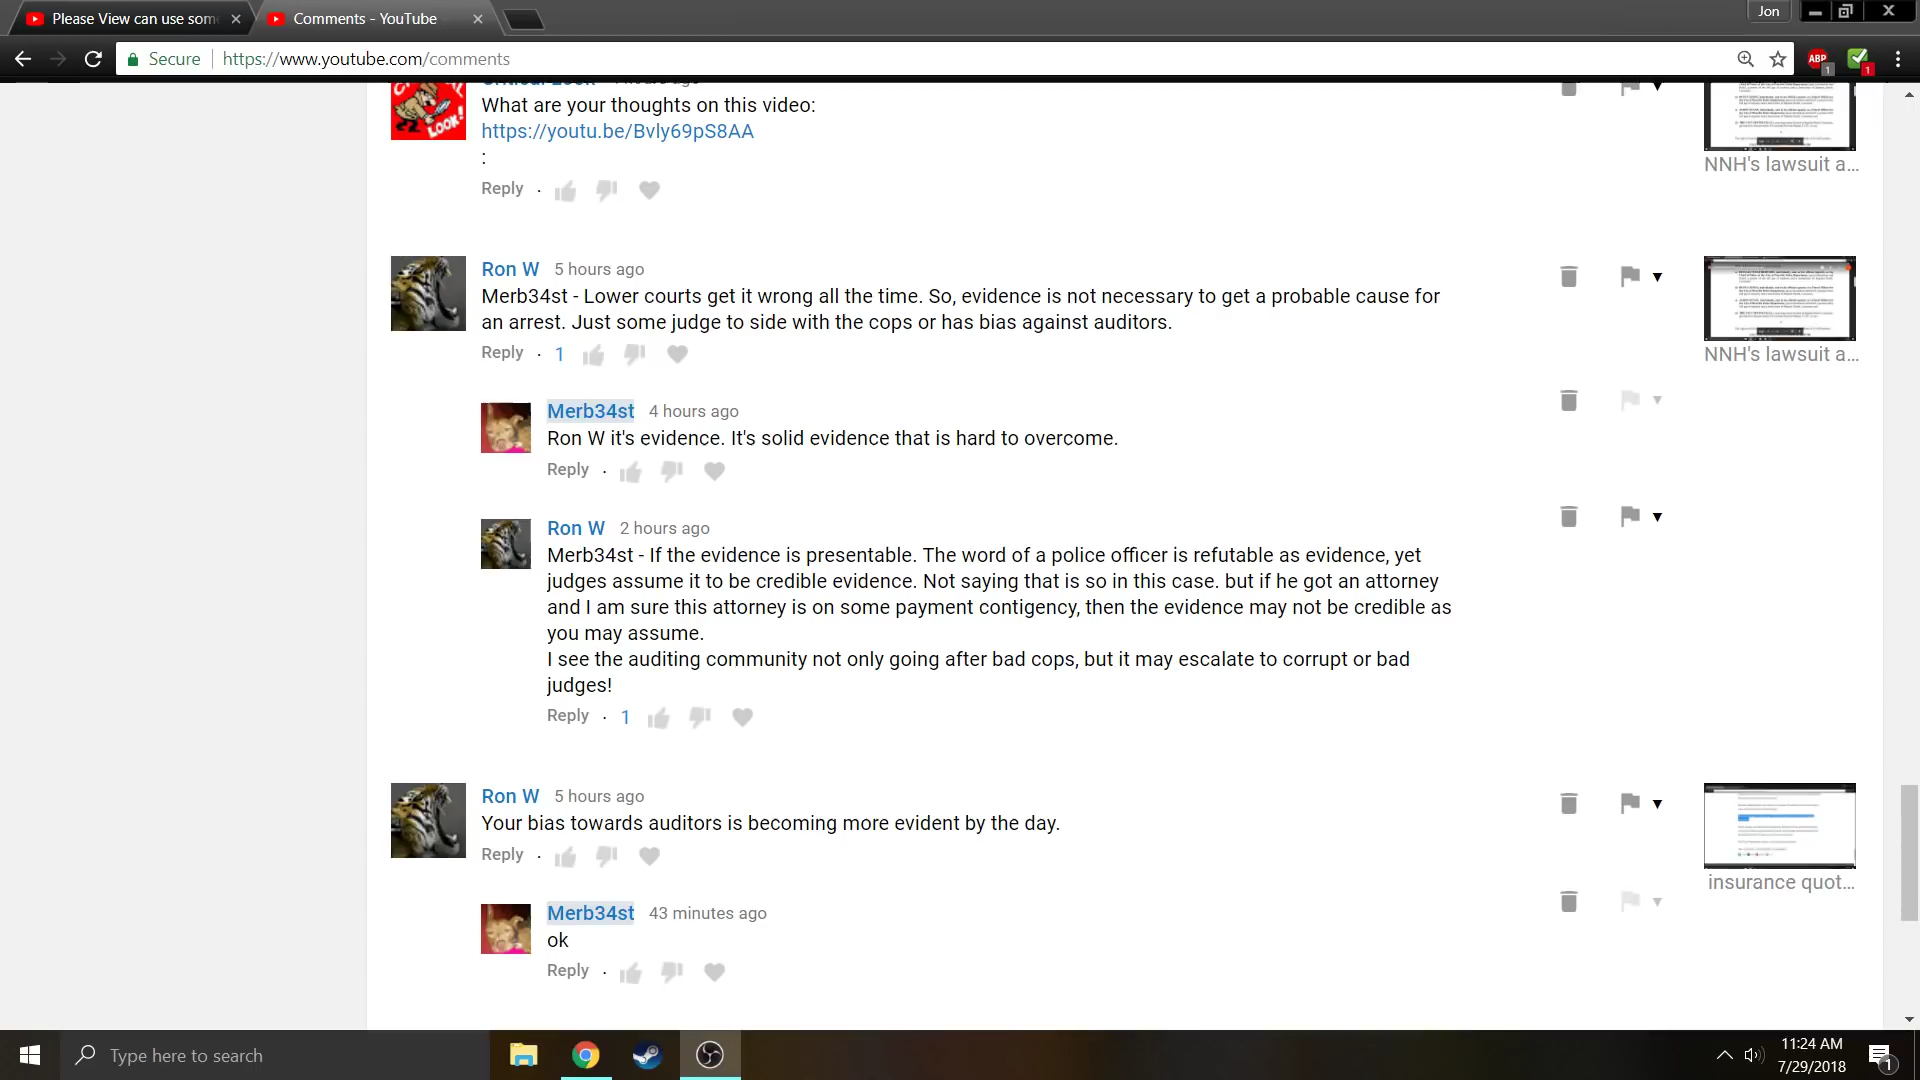 Please View can use som
Comments - YouTube
Jon
Secure
https://www.youtube.com/comments
ABP
1
1
LOOK!
What are your thoughts on this video:
https://youtu.be/Bvly69pS8AA
:
Reply ·
NNH's lawsuit a...
Ron W 5 hours ago
Merb34st - Lower courts get it wrong all the time. So, evidence is not necessary to get a probable cause for
an arrest. Just some judge to side with the cops or has bias against auditors.
Reply · 1
NNH's lawsuit a...
Merb34st 4 hours ago
Ron W it's evidence. It's solid evidence that is hard to overcome.
Reply ·
Ron W 2 hours ago
Merb34st - If the evidence is presentable. The word of a police officer is refutable as evidence, yet
judges assume it to be credible evidence. Not saying that is so in this case. but if he got an attorney
and I am sure this attorney is on some payment contigency, then the evidence may not be credible as
you may assume.
I see the auditing community not only going after bad cops, but it may escalate to corrupt or bad
judges!
Reply · 1
Ron W 5 hours ago
Your bias towards auditors is becoming more evident by the day.
Reply ·
insurance quot...
Merb34st 43 minutes ago
ok
Reply ·
Type here to search
11:24 AM
7/29/2018
1